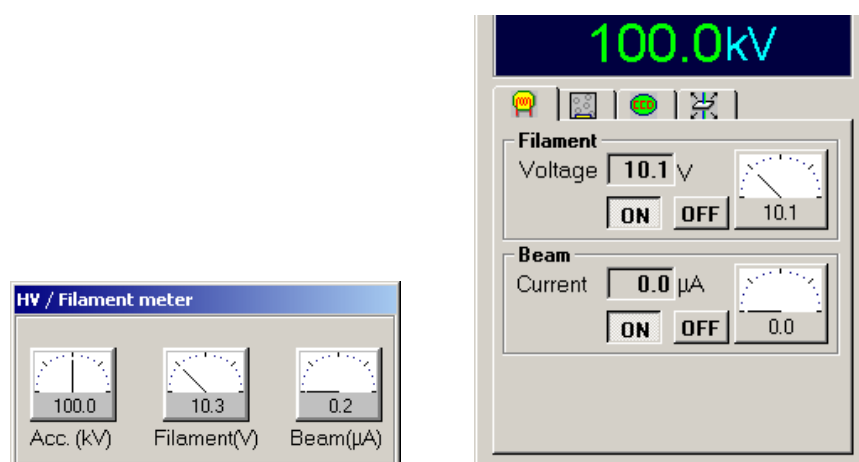 HV / Filament meter
100.0 10.3 0.2
Acc. (kV) Filament(V) Beam(µA)
100.0kV
CCD
Filament
Voltage 10.1 V
ON OFF 10.1
Beam
Current 0.0 µA
ON OFF 0.0